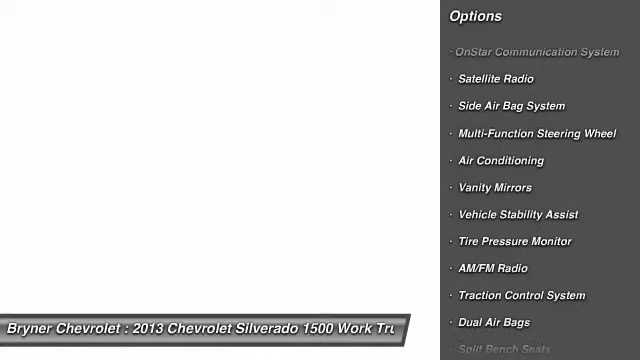 Options
· OnStar Communication System
· Satellite Radio
· Side Air Bag System
· Multi-Function Steering Wheel
· Air Conditioning
· Vanity Mirrors
· Vehicle Stability Assist
· Tire Pressure Monitor
· AM/FM Radio
· Traction Control System
· Dual Air Bags
· Split Bench Seats
Bryner Chevrolet : 2013 Chevrolet Silverado 1500 Work Tru